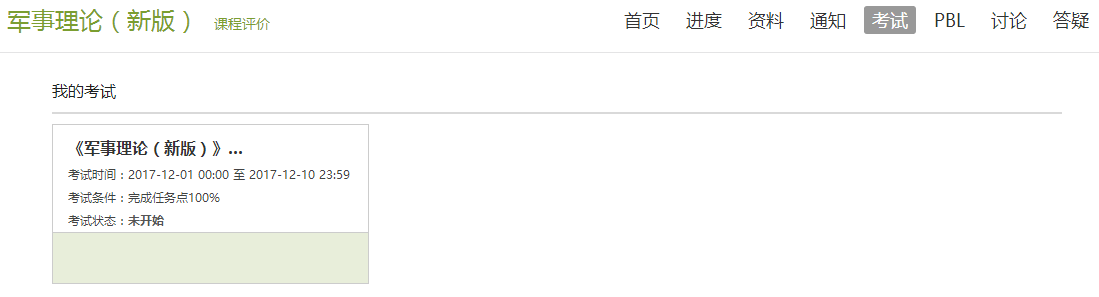 军事理论（新版） 课程评价 首页 进度 资料 通知 考试 PBL 讨论 答疑
我的考试
《军事理论（新版）》...
考试时间：2017-12-01 00:00 至 2017-12-10 23:59
考试条件：完成任务点100%
考试状态：未开始